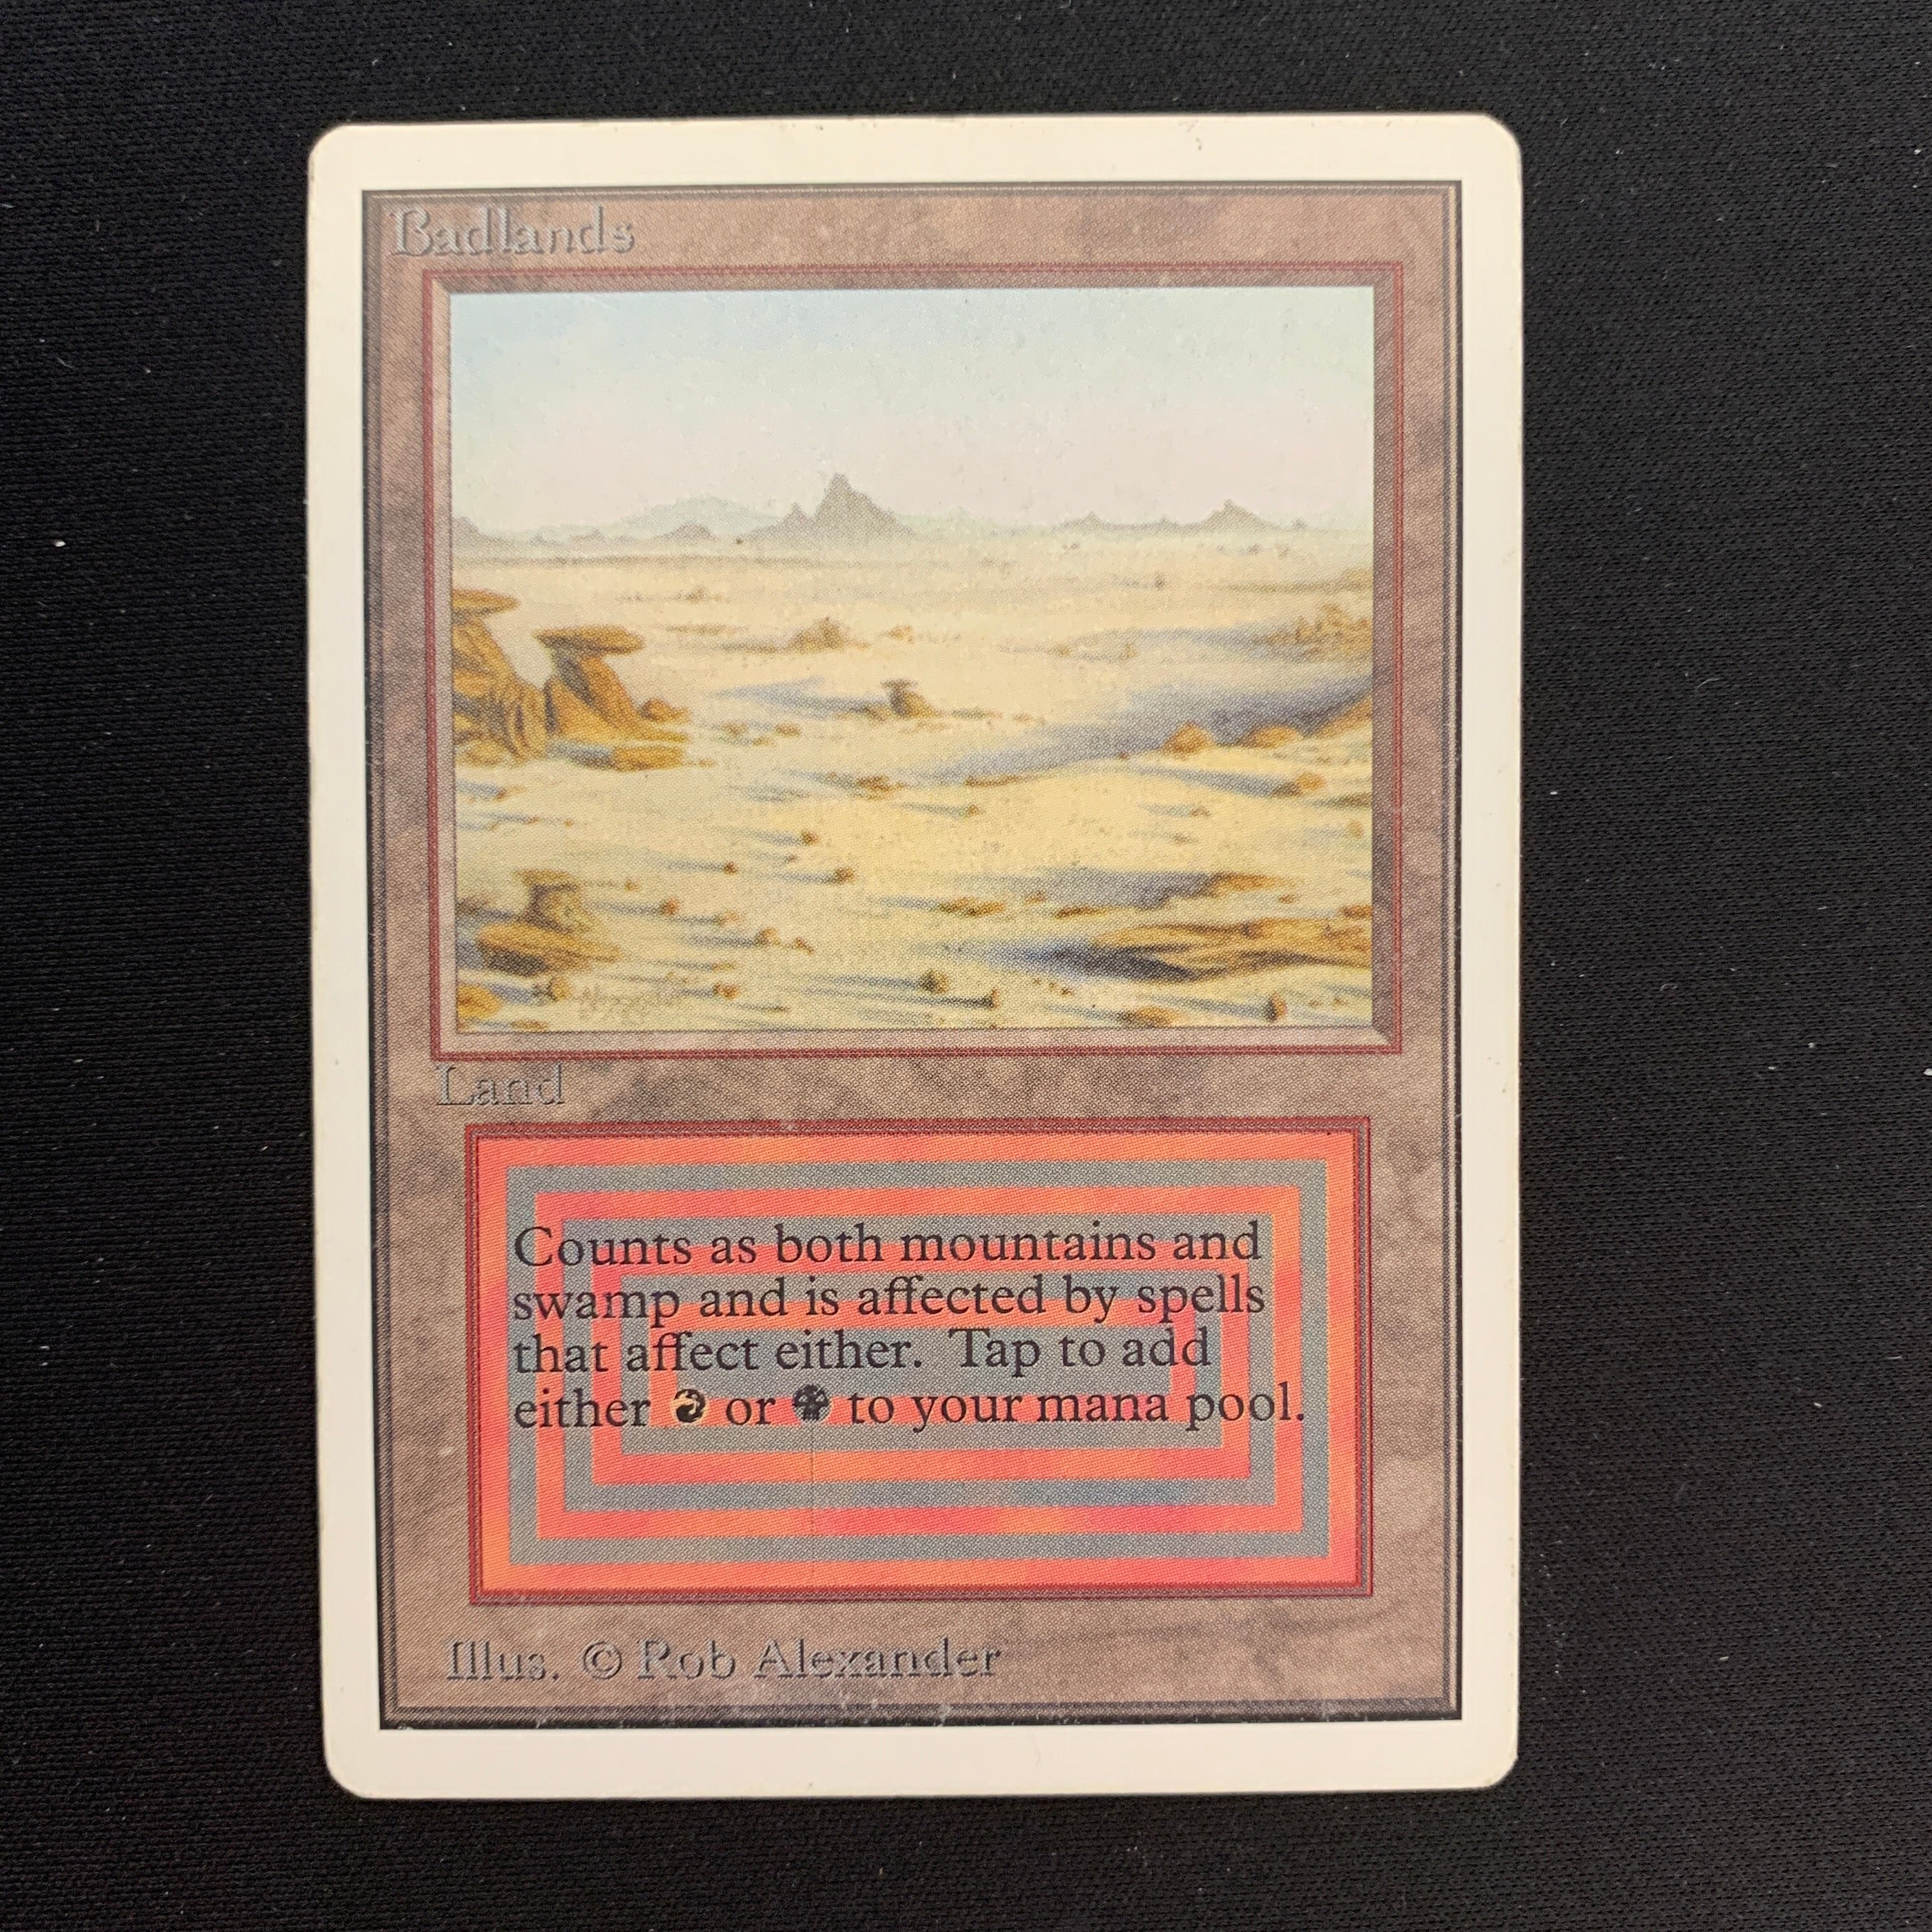 Badlands
Land
Counts as both mountains and
swamp and is affected by spells
that affect either. Tap to add
either or to your mana pool.
Illus. © Rob Alexander